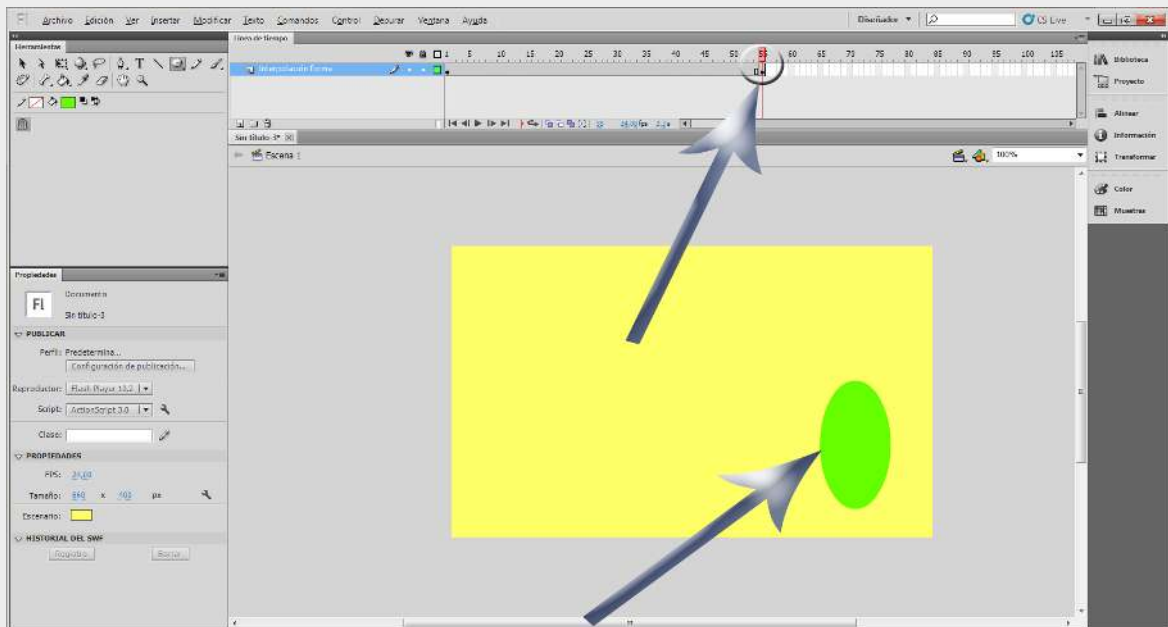 Fl Archivo Edición Ver Insertar Modificar Texto Comandos Control Depurar Ventana Ayuda Diseñador CS Live
Herramientas
Línea de tiempo
1 5 10 15 20 25 30 35 40 45 50 55 60 65 70 75 80 85 90 95 100 105
Interpolación Forma
Sin título-3*
Escena 1
100%
Biblioteca
Proyecto
Alinear
Información
Transformar
Color
Muestras
Propiedades
Fl
Documento
Sin título-3
PUBLICAR
Perfil: Predetermina...
Configuración de publicación...
Reproductor: Flash Player 10,2
Script: ActionScript 3.0
Clase:
PROPIEDADES
FPS: 24,00
Tamaño: x px
Escenario:
HISTORIAL DEL SWF
Registro Borrar